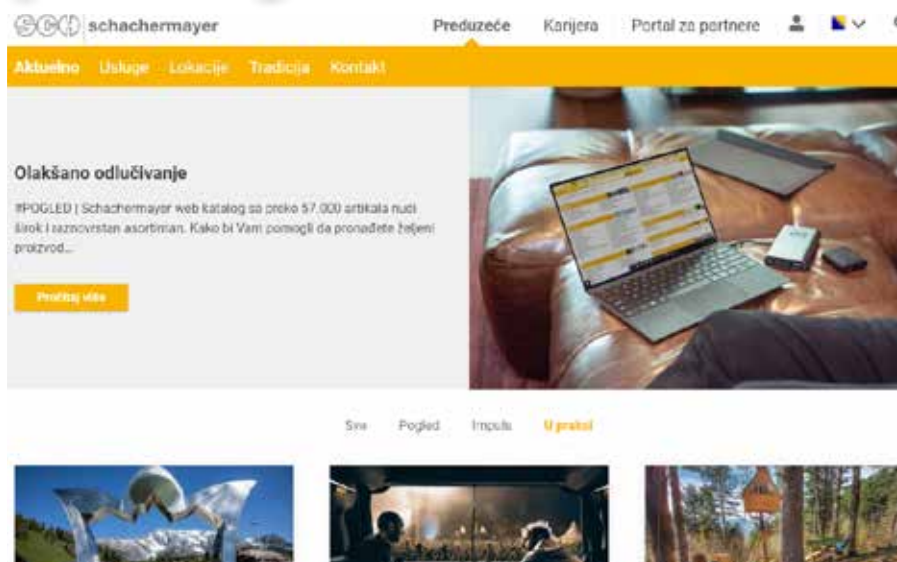 SCH schachermayer
Preduzeće Karijera Portal za partnere
Aktuelno Usluge Lokacije Tradicija Kontakt
Olakšano odlučivanje
#POGLED | Schachermayer web katalog sa preko 57.000 artikala nudi
širok i raznovrstan asortiman. Kako bi Vam pomogli da pronađete željeni
proizvod...
Pročitaj više
Sve Pogled Impuls U praksi